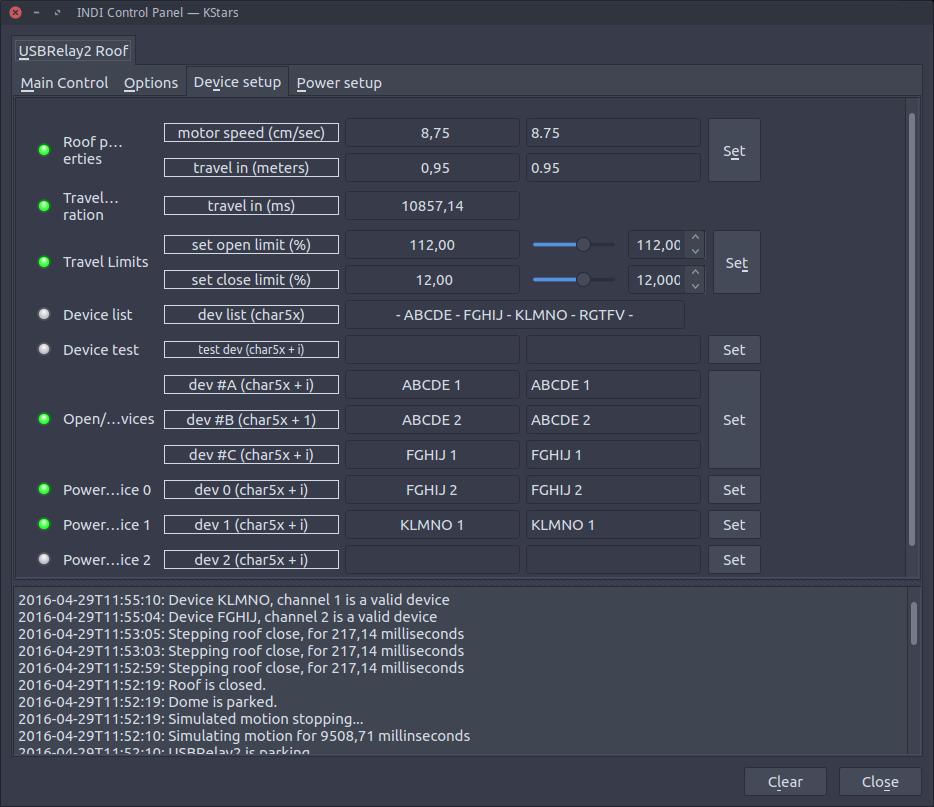 INDI Control Panel — KStars
USBRelay2 Roof
Main Control Options Device setup Power setup
Roof p…
erties
motor speed (cm/sec) 8,75 8.75
travel in (meters) 0,95 0.95
Set
Travel…
ration
travel in (ms) 10857,14
Travel Limits
set open limit (%) 112,00 112,00
set close limit (%) 12,00 12,000
Set
Device list dev list (char5x) - ABCDE - FGHIJ - KLMNO - RGTFV -
Device test test dev (char5x + i) Set
dev #A (char5x + i) ABCDE 1 ABCDE 1
Open/…vices dev #B (char5x + 1) ABCDE 2 ABCDE 2 Set
dev #C (char5x + i) FGHIJ 1 FGHIJ 1
Power…ice 0 dev 0 (char5x + i) FGHIJ 2 FGHIJ 2 Set
Power…ice 1 dev 1 (char5x + i) KLMNO 1 KLMNO 1 Set
Power…ice 2 dev 2 (char5x + i) Set
2016-04-29T11:55:10: Device KLMNO, channel 1 is a valid device
2016-04-29T11:55:04: Device FGHIJ, channel 2 is a valid device
2016-04-29T11:53:05: Stepping roof close, for 217,14 milliseconds
2016-04-29T11:53:03: Stepping roof close, for 217,14 milliseconds
2016-04-29T11:52:59: Stepping roof close, for 217,14 milliseconds
2016-04-29T11:52:19: Roof is closed.
2016-04-29T11:52:19: Dome is parked.
2016-04-29T11:52:19: Simulated motion stopping...
2016-04-29T11:52:10: Simulating motion for 9508,71 millinseconds
2016-04-29T11:52:10: USBRelay2 is parking
Clear Close